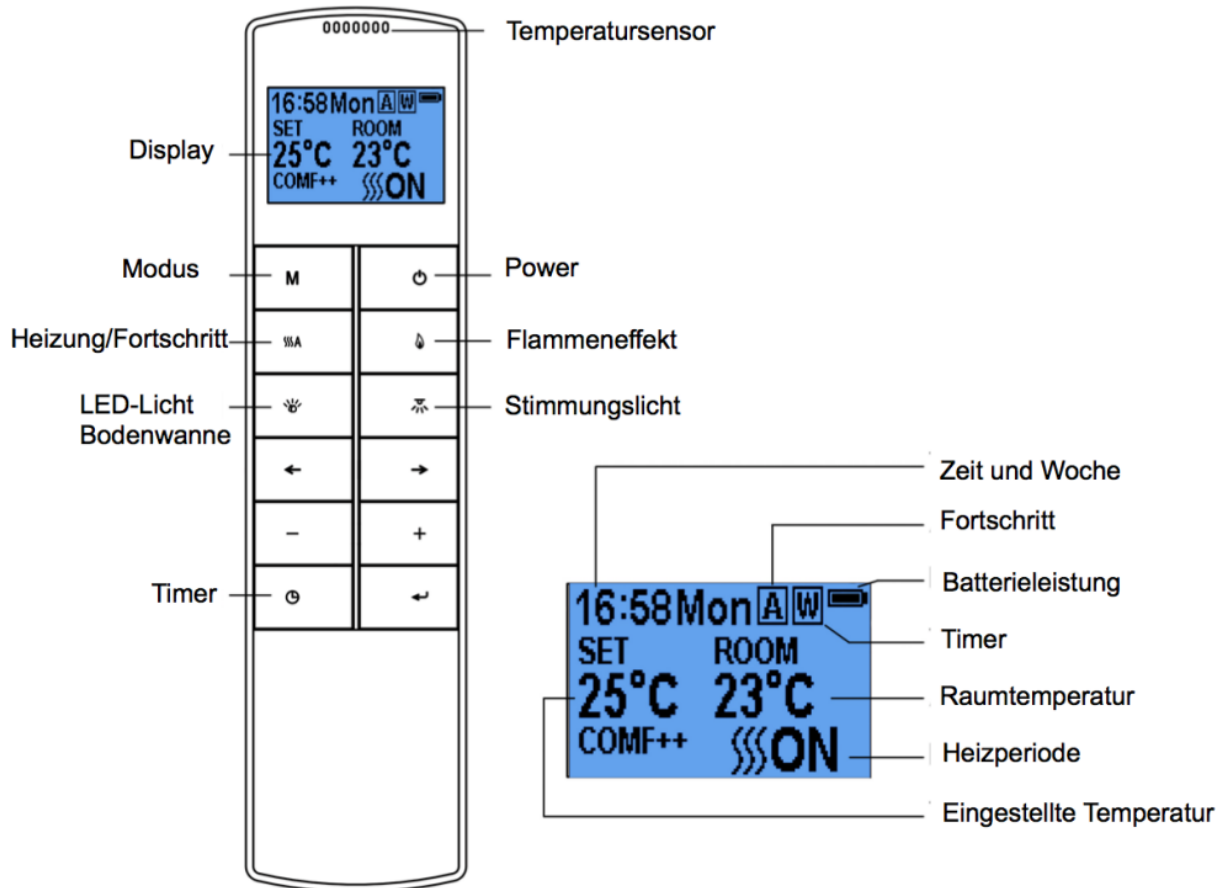 0000000
Temperatursensor
16:58Mon A W
SET ROOM
25°C 23°C
COMF++ ON
Display
Modus
M
Power
Heizung/Fortschritt
A
Flammeneffekt
LED-Licht
Bodenwanne
Stimmungslicht
←
→
−
+
Timer
Zeit und Woche
Fortschritt
Batterieleistung
16:58Mon A W
Timer
SET ROOM
25°C 23°C
Raumtemperatur
COMF++ ON
Heizperiode
Eingestellte Temperatur